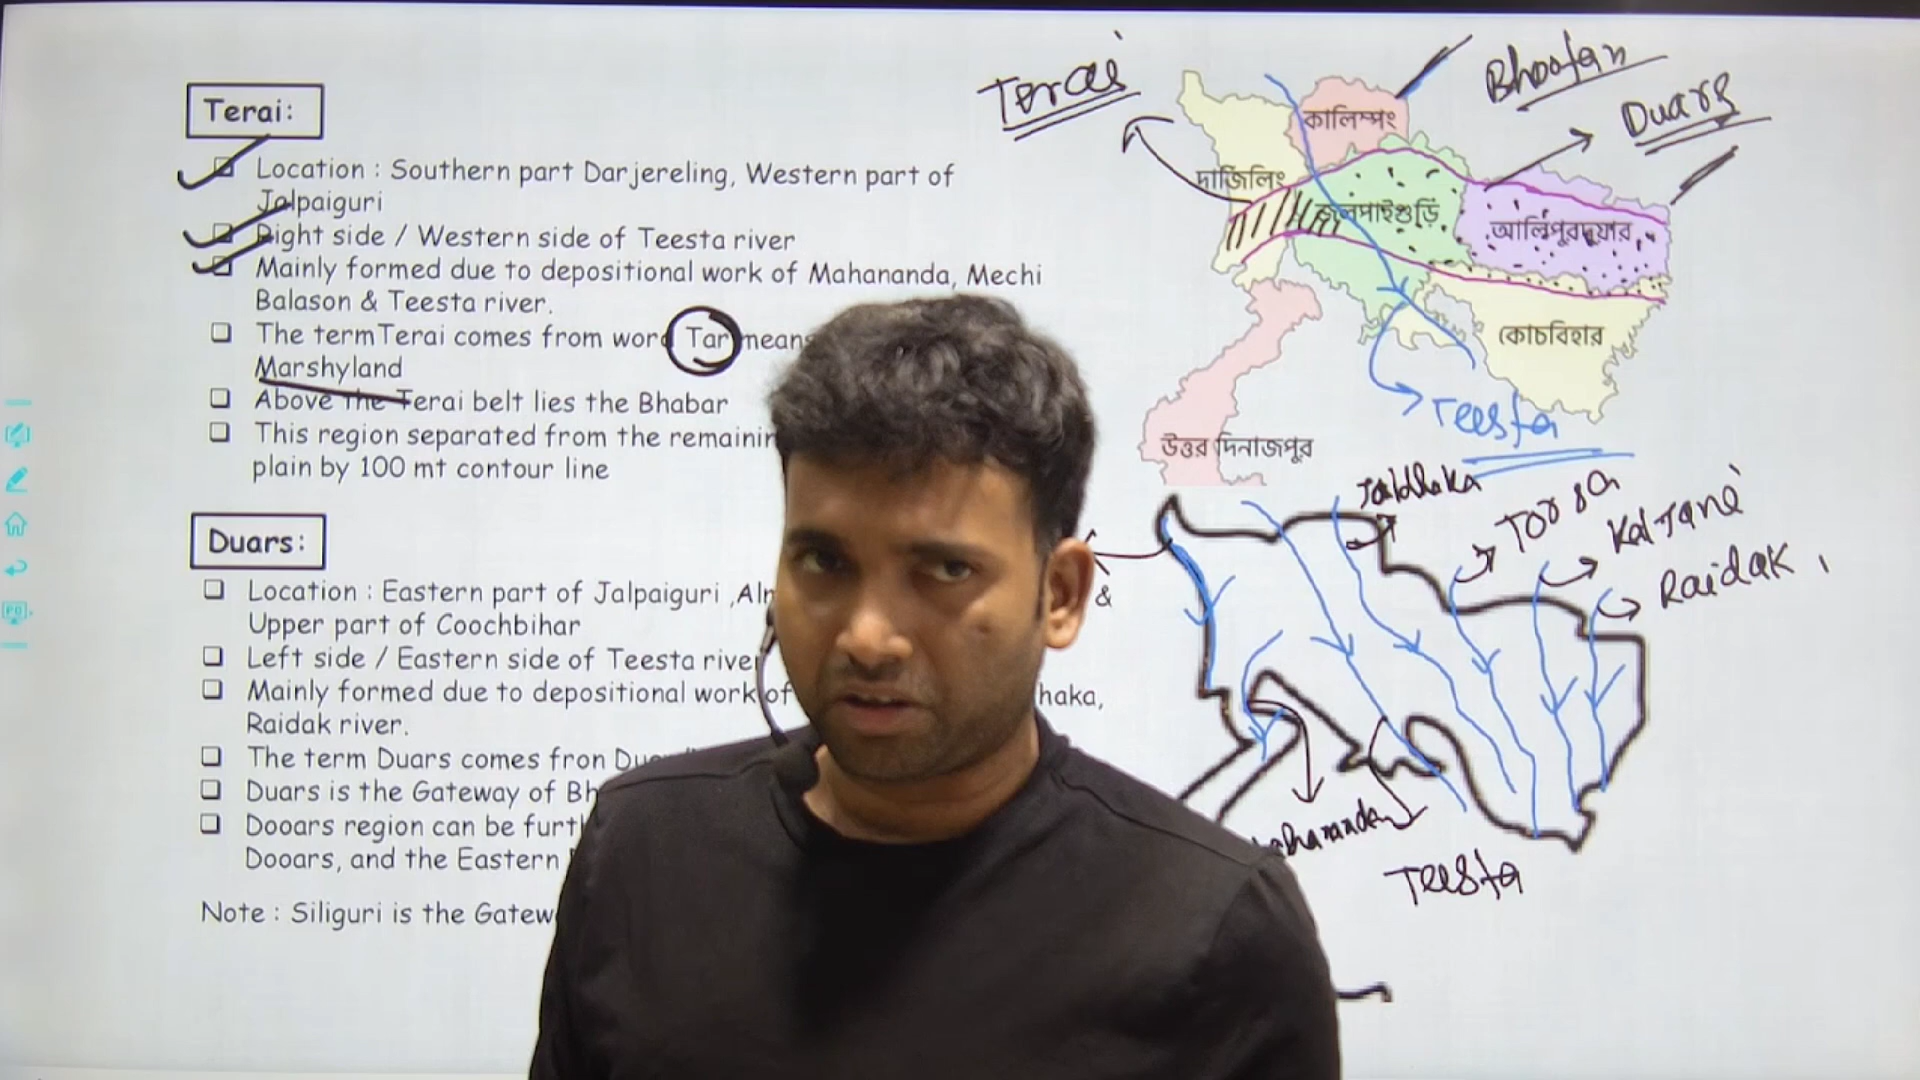 Terai:
Location : Southern part Darjereling, Western part of
Jalpaiguri
Right side / Western side of Teesta river
Mainly formed due to depositional work of Mahananda, Mechi
Balason & Teesta river.
The term Terai comes from word Tar means
Marshyland
Above the Terai belt lies the Bhabar
This region separated from the remainin
plain by 100 mt contour line
Duars:
Location : Eastern part of Jalpaiguri ,Al &
Upper part of Coochbihar
Left side / Eastern side of Teesta river
Mainly formed due to depositional work of haka,
Raidak river.
The term Duars comes fron
Duars is the Gateway of Bh
Dooars region can be furt
Dooars, and the Eastern
Note : Siliguri is the Gatew
Terai
Bhootan
Duars
কালিম্পং
দার্জিলিং
জলপাইগুড়ি
আলিপুরদুয়ার
কোচবিহার
উত্তর দিনাজপুর
Teesta
Jaldhaka
Torsa
Kaljani
Raidak
Teesta